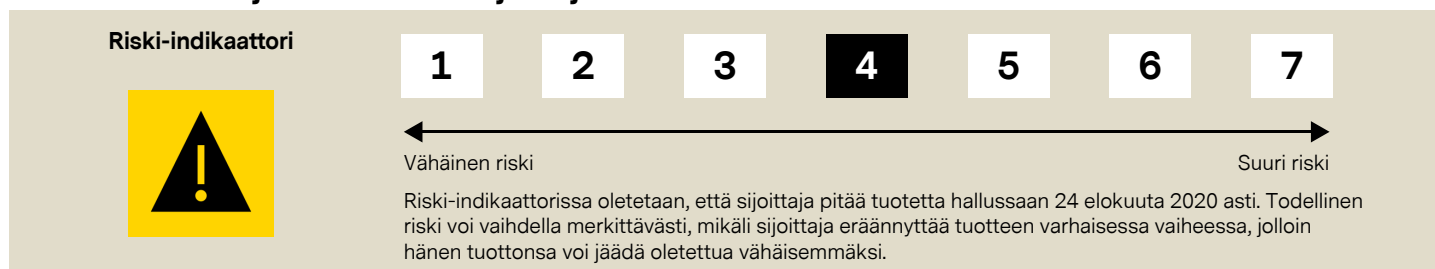 Riski-indikaattori
1 2 3 4 5 6 7
Vähäinen riski Suuri riski
Riski-indikaattorissa oletetaan, että sijoittaja pitää tuotetta hallussaan 24 elokuuta 2020 asti. Todellinen
riski voi vaihdella merkittävästi, mikäli sijoittaja eräännyttää tuotteen varhaisessa vaiheessa, jolloin
hänen tuottonsa voi jäädä oletettua vähäisemmäksi.